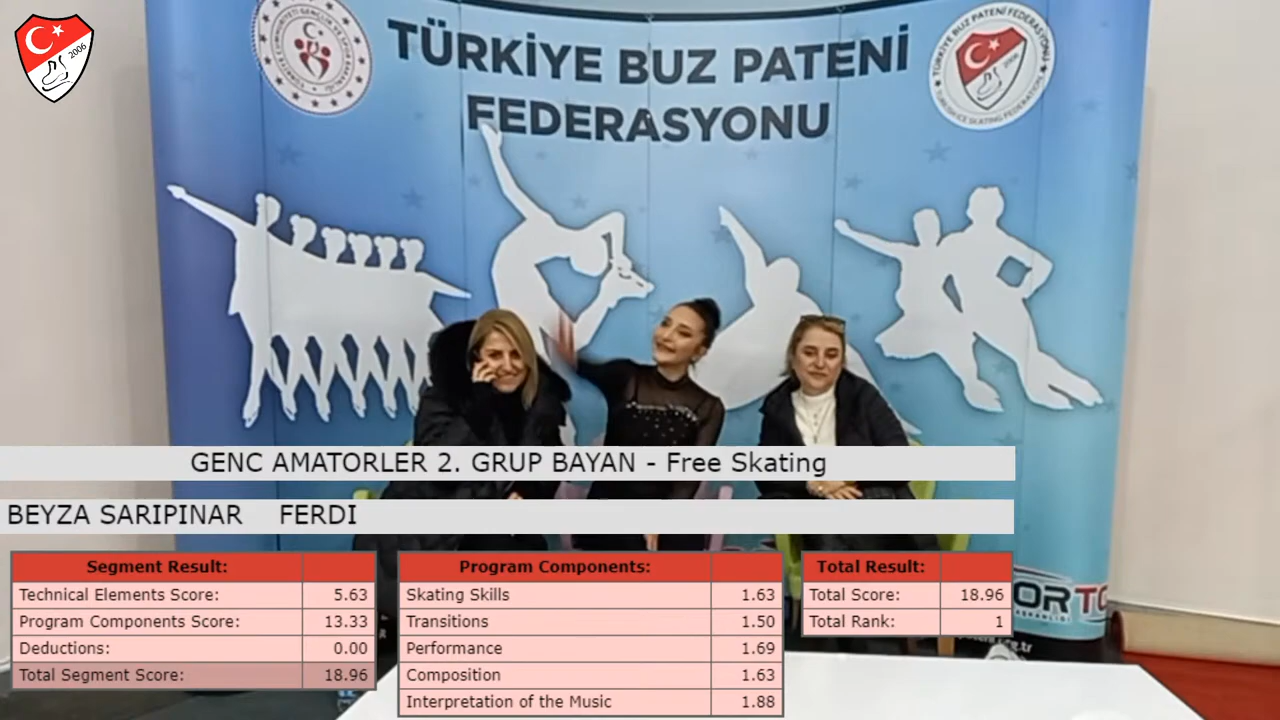 2006
TÜRKİYE BUZ PATENİ
FEDERASYONU
GENC AMATORLER 2. GRUP BAYAN - Free Skating
BEYZA SARIPINAR FERDI
Segment Result:
Technical Elements Score: 5.63
Program Components Score: 13.33
Deductions: 0.00
Total Segment Score: 18.96
Program Components:
Skating Skills 1.63
Transitions 1.50
Performance 1.69
Composition 1.63
Interpretation of the Music 1.88
Total Result:
Total Score: 18.96
Total Rank: 1